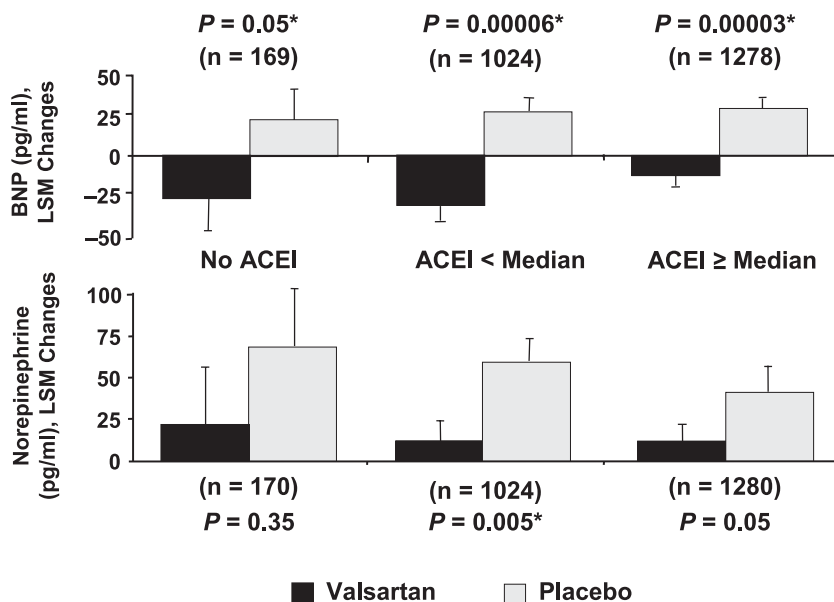 P = 0.05* P = 0.00006* P = 0.00003*
(n = 169) (n = 1024) (n = 1278)
BNP (pg/ml),
LSM Changes
50
25
0
–25
–50
No ACEI ACEI < Median ACEI ≥ Median
Norepinephrine
(pg/ml), LSM Changes
100
75
50
25
0
(n = 170) (n = 1024) (n = 1280)
P = 0.35 P = 0.005* P = 0.05
Valsartan Placebo